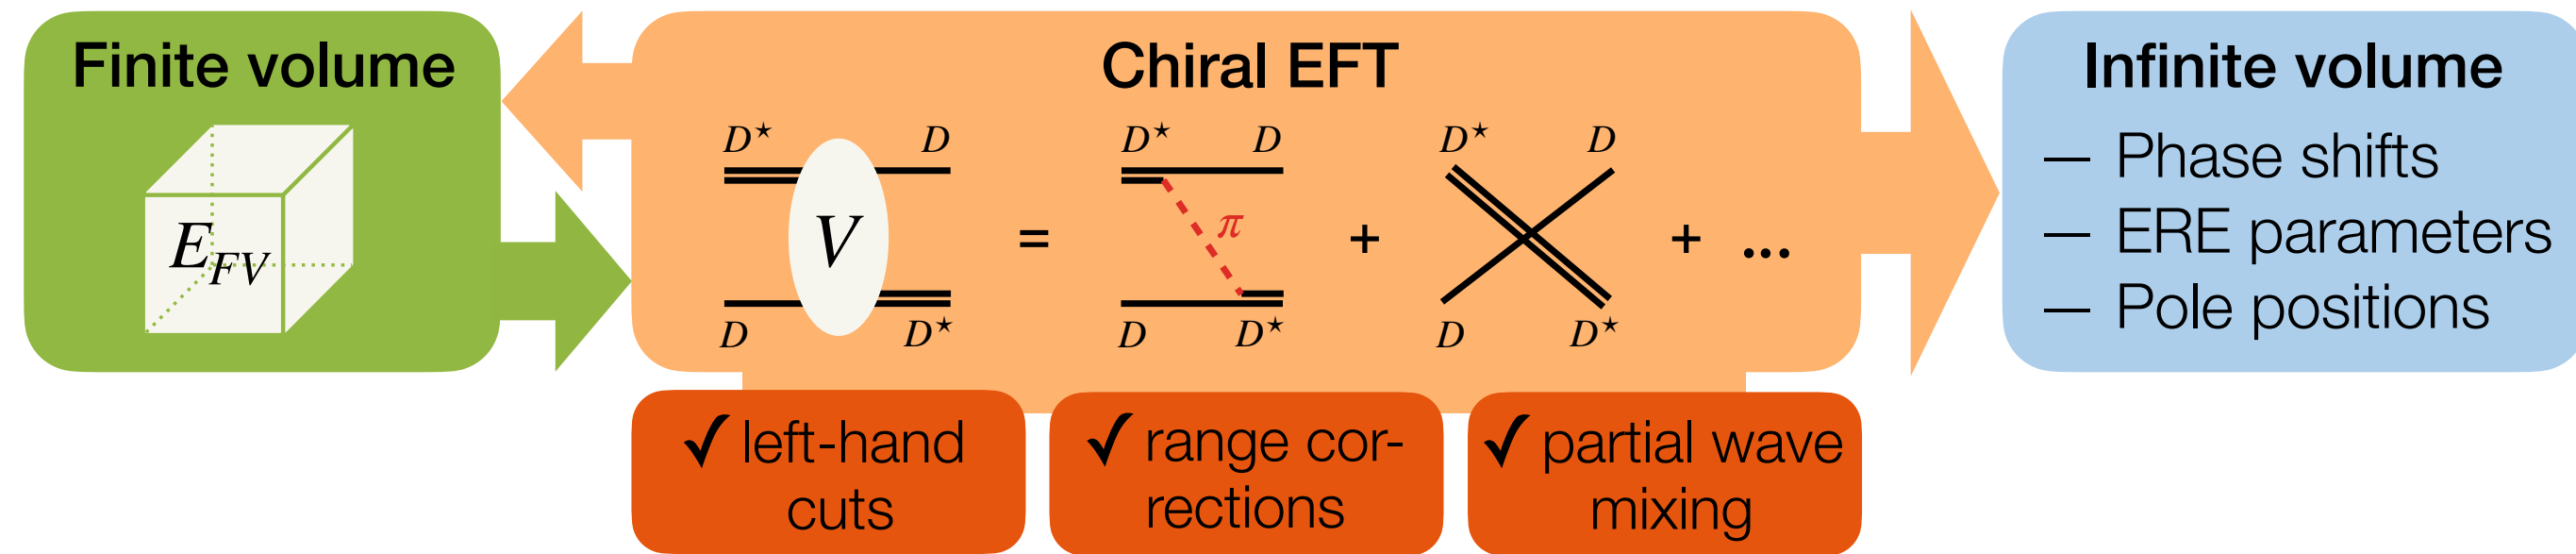 Finite volume
E_FV
Chiral EFT
D⋆ D
V
D D⋆
=
D⋆ D
π
D D⋆
+
D⋆ D
D D⋆
+ ...
✓ left-hand
cuts
✓ range cor-
rections
✓ partial wave
mixing
Infinite volume
— Phase shifts
— ERE parameters
— Pole positions